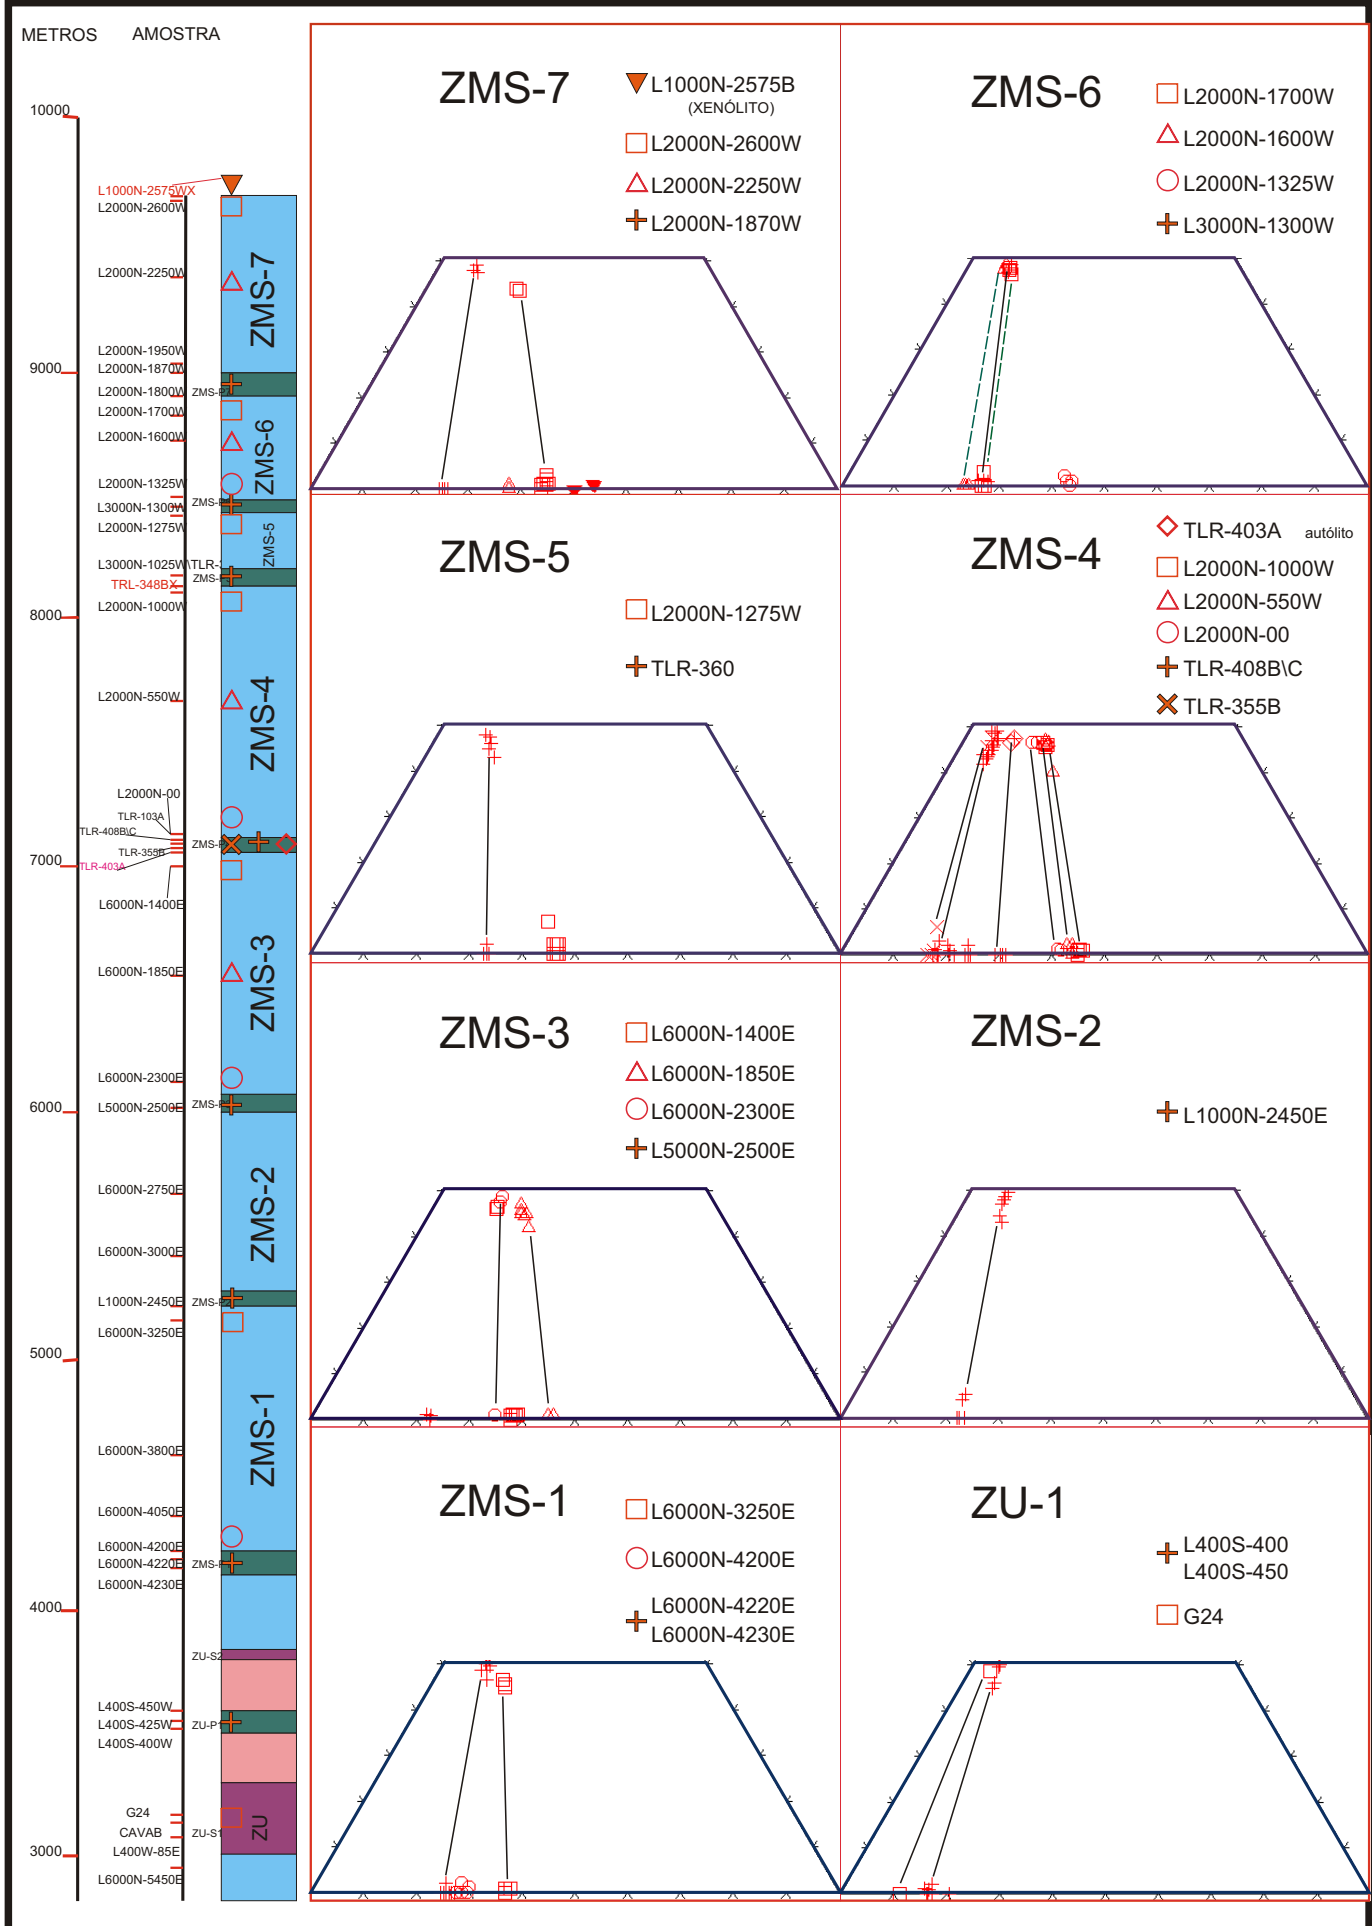 METROS AMOSTRA
10000
L1000N-2575WX
L2000N-2600W
L2000N-2250W
L2000N-1950W
9000
L2000N-1870W
L2000N-1800W
L2000N-1700W
L2000N-1600W
L2000N-1325W
L3000N-1300W
L2000N-1275W
TRL-348BX
L2000N-1000W
8000
L2000N-550W
L2000N-00
TLR-103A
TLR-408B\C
TLR-355B
7000
TLR-403A
L6000N-1400E
L6000N-1850E
L6000N-2300E
6000
L5000N-2500E
L6000N-2750E
L6000N-3000E
L1000N-2450E
L6000N-3250E
5000
L6000N-3800E
L6000N-4050E
L6000N-4200E
L6000N-4220E
L6000N-4230E
4000
ZU-S2
L400S-450W
L400S-425W ZU-P1
L400S-400W
G24
CAVAB ZU-S1
L400W-85E
3000
L6000N-5450E
ZMS-7
ZMS-6
ZMS-5
ZMS-4
ZMS-3
ZMS-2
ZMS-1
ZU
ZMS-7
L1000N-2575B
(XENÓLITO)
L2000N-2600W
L2000N-2250W
L2000N-1870W
ZMS-6
L2000N-1700W
L2000N-1600W
L2000N-1325W
L3000N-1300W
ZMS-5
L2000N-1275W
TLR-360
ZMS-4
TLR-403A autólito
L2000N-1000W
L2000N-550W
L2000N-00
TLR-408B\C
TLR-355B
ZMS-3
L6000N-1400E
L6000N-1850E
L6000N-2300E
L5000N-2500E
ZMS-2
L1000N-2450E
ZMS-1
L6000N-3250E
L6000N-4200E
L6000N-4220E
L6000N-4230E
ZU-1
L400S-400
L400S-450
G24